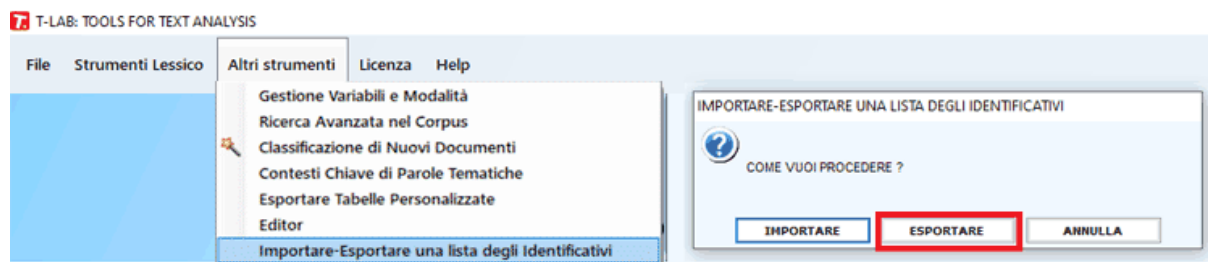 T-LAB: TOOLS FOR TEXT ANALYSIS
File Strumenti Lessico Altri strumenti Licenza Help
Gestione Variabili e Modalità
Ricerca Avanzata nel Corpus
Classificazione di Nuovi Documenti
Contesti Chiave di Parole Tematiche
Esportare Tabelle Personalizzate
Editor
Importare-Esportare una lista degli Identificativi
IMPORTARE-ESPORTARE UNA LISTA DEGLI IDENTIFICATIVI
COME VUOI PROCEDERE ?
IMPORTARE ESPORTARE ANNULLA